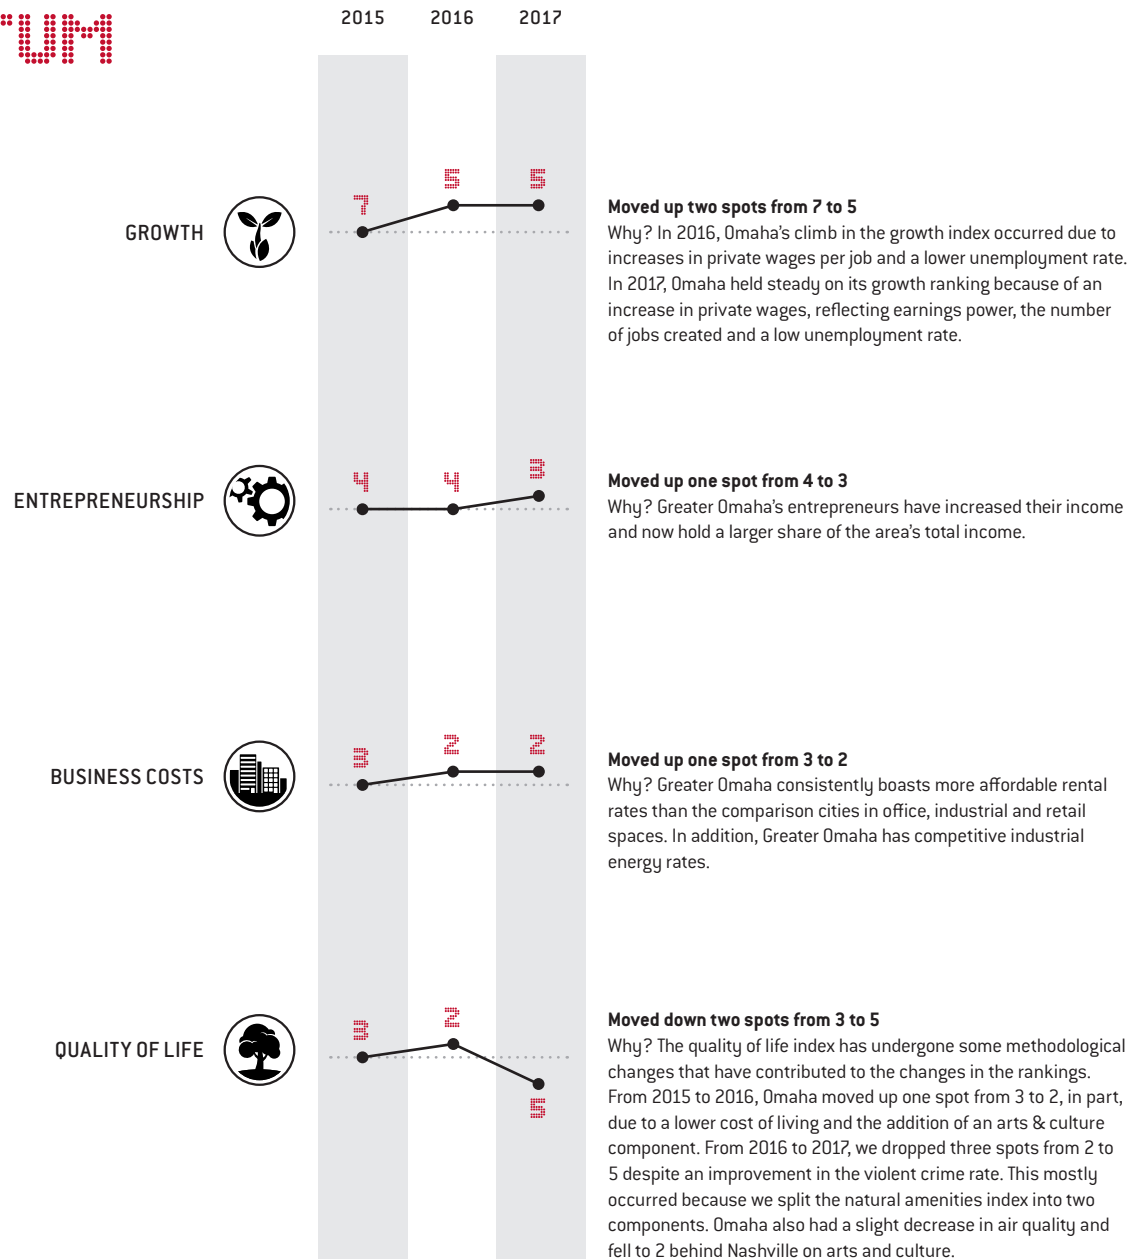 UM
2015 2016 2017
GROWTH
7 5 5
Moved up two spots from 7 to 5
Why? In 2016, Omaha's climb in the growth index occurred due to
increases in private wages per job and a lower unemployment rate.
In 2017, Omaha held steady on its growth ranking because of an
increase in private wages, reflecting earnings power, the number
of jobs created and a low unemployment rate.
ENTREPRENEURSHIP
4 4 3
Moved up one spot from 4 to 3
Why? Greater Omaha's entrepreneurs have increased their income
and now hold a larger share of the area's total income.
BUSINESS COSTS
3 2 2
Moved up one spot from 3 to 2
Why? Greater Omaha consistently boasts more affordable rental
rates than the comparison cities in office, industrial and retail
spaces. In addition, Greater Omaha has competitive industrial
energy rates.
QUALITY OF LIFE
3 2 5
Moved down two spots from 3 to 5
Why? The quality of life index has undergone some methodological
changes that have contributed to the changes in the rankings.
From 2015 to 2016, Omaha moved up one spot from 3 to 2, in part,
due to a lower cost of living and the addition of an arts & culture
component. From 2016 to 2017, we dropped three spots from 2 to
5 despite an improvement in the violent crime rate. This mostly
occurred because we split the natural amenities index into two
components. Omaha also had a slight decrease in air quality and
fell to 2 behind Nashville on arts and culture.